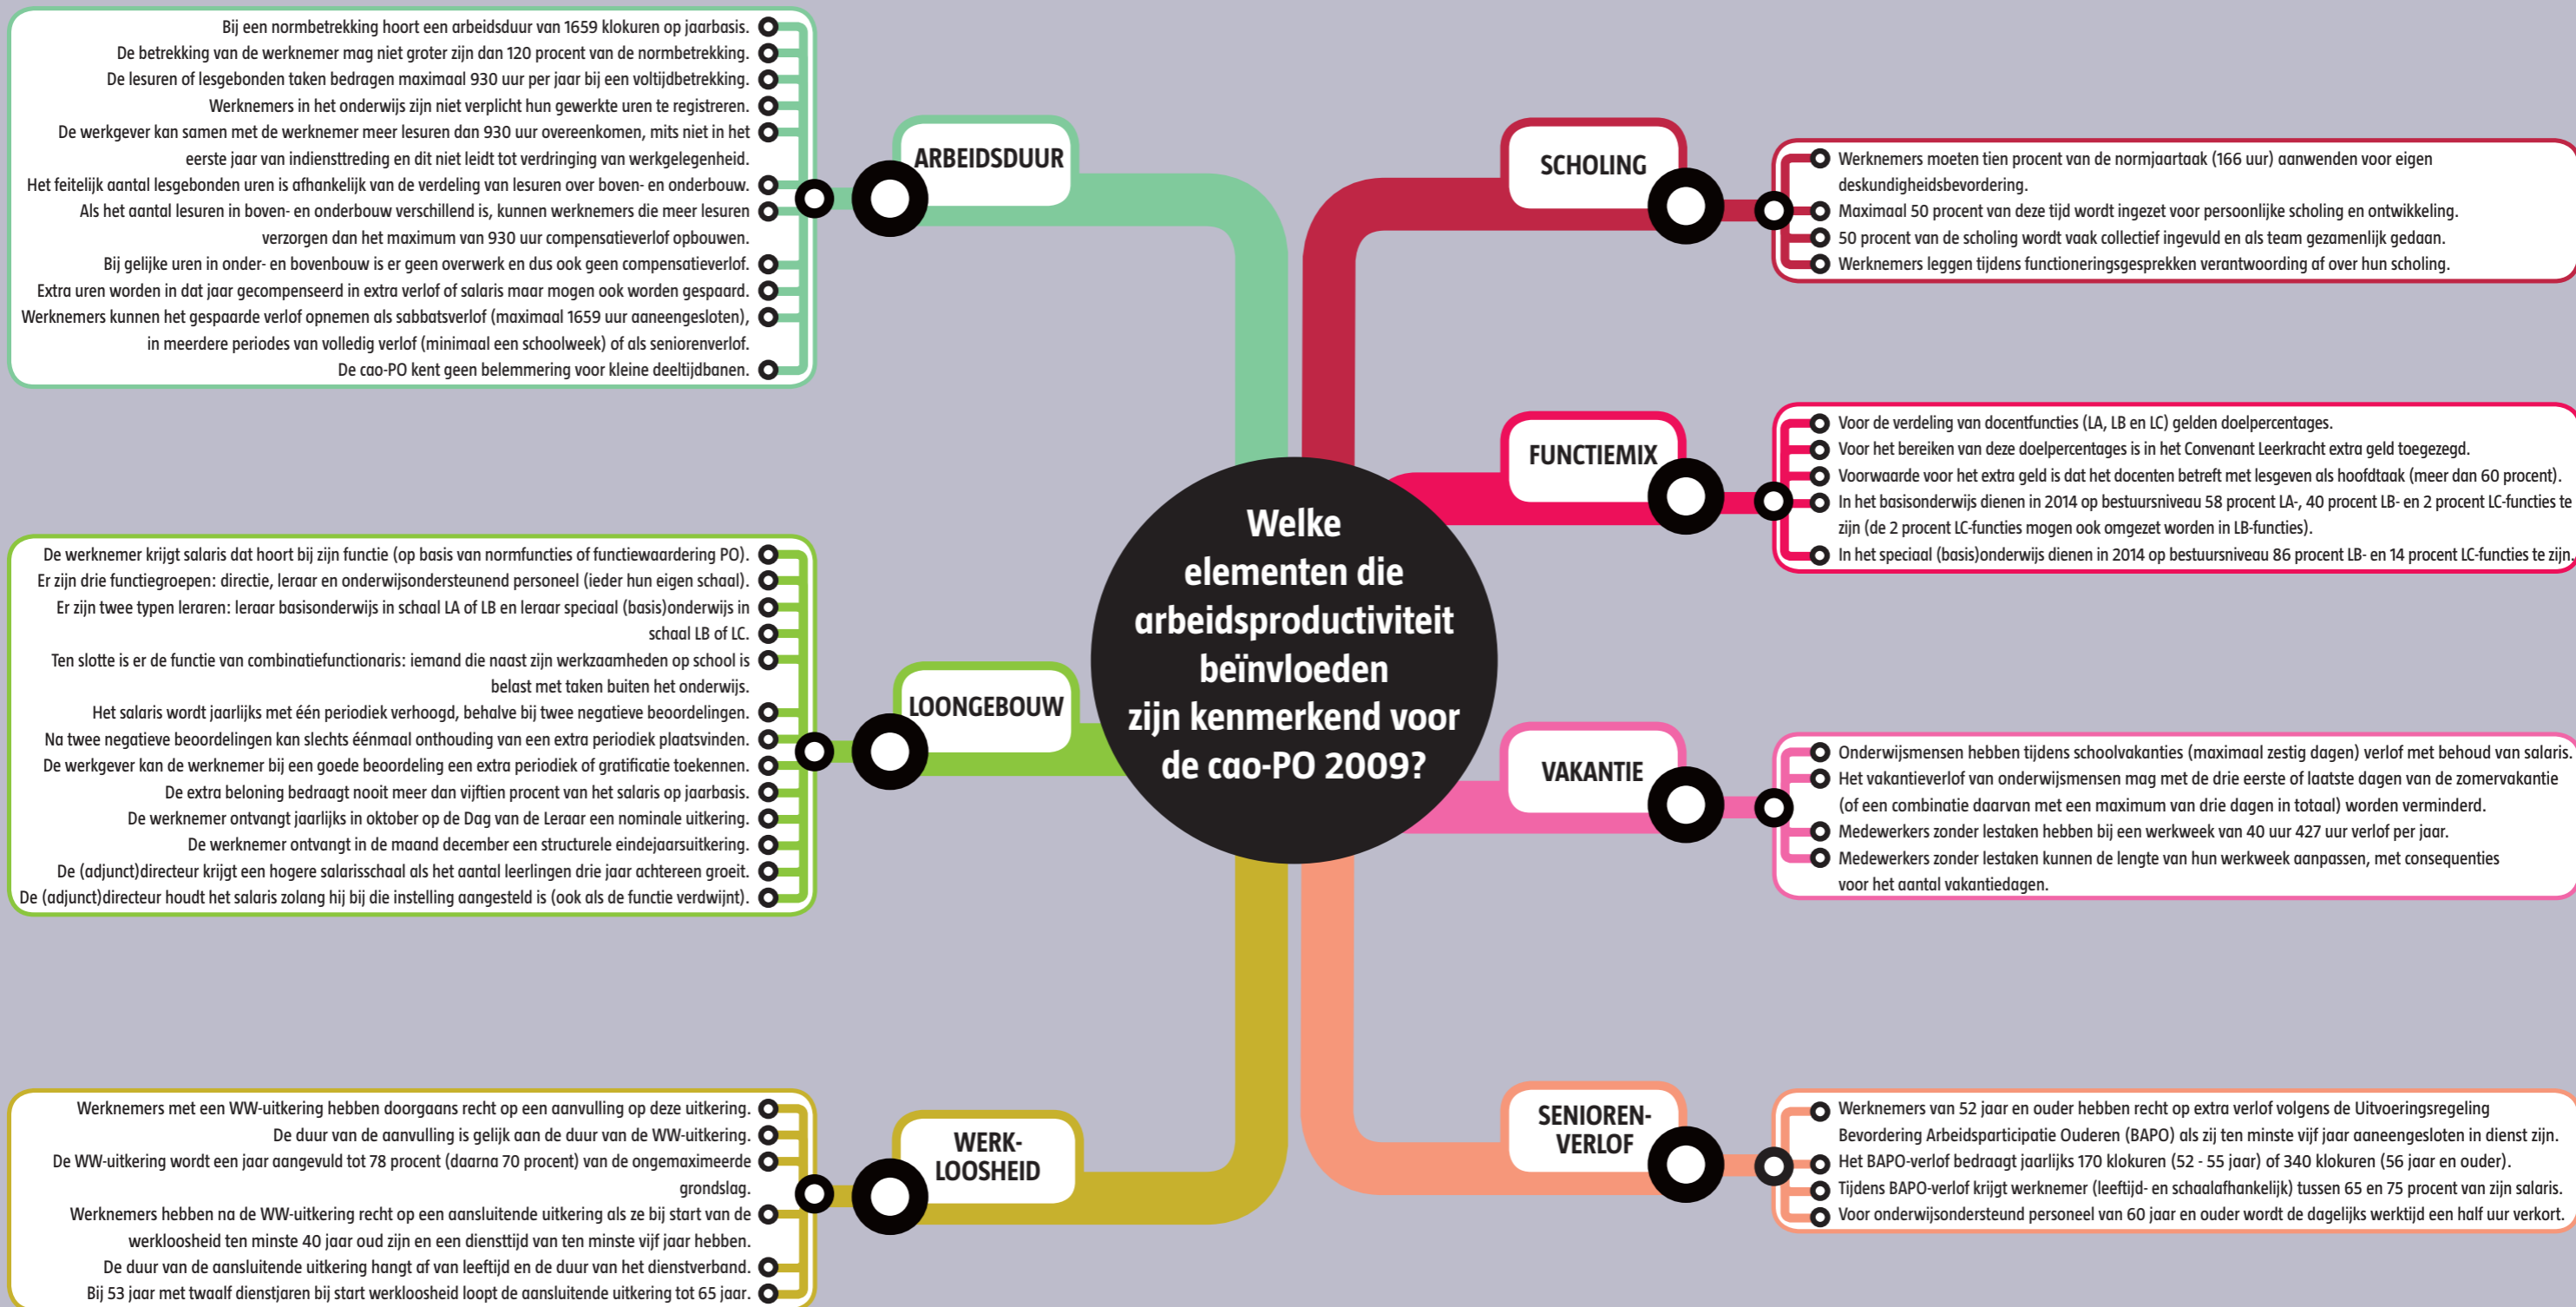 Bij een normbetrekking hoort een arbeidsduur van 1659 klokuren op jaarbasis.
De betrekking van de werknemer mag niet groter zijn dan 120 procent van de normbetrekking.
De lesuren of lesgebonden taken bedragen maximaal 930 uur per jaar bij een voltijdbetrekking.
Werknemers in het onderwijs zijn niet verplicht hun gewerkte uren te registreren.
De werkgever kan samen met de werknemer meer lesuren dan 930 uur overeenkomen, mits niet in het
eerste jaar van indiensttreding en dit niet leidt tot verdringing van werkgelegenheid.
Het feitelijk aantal lesgebonden uren is afhankelijk van de verdeling van lesuren over boven- en onderbouw.
Als het aantal lesuren in boven- en onderbouw verschillend is, kunnen werknemers die meer lesuren
verzorgen dan het maximum van 930 uur compensatieverlof opbouwen.
Bij gelijke uren in onder- en bovenbouw is er geen overwerk en dus ook geen compensatieverlof.
Extra uren worden in dat jaar gecompenseerd in extra verlof of salaris maar mogen ook worden gespaard.
Werknemers kunnen het gespaarde verlof opnemen als sabbatsverlof (maximaal 1659 uur aaneengesloten),
in meerdere periodes van volledig verlof (minimaal een schoolweek) of als seniorenverlof.
De cao-PO kent geen belemmering voor kleine deeltijdbanen.
ARBEIDSDUUR
De werknemer krijgt salaris dat hoort bij zijn functie (op basis van normfuncties of functiewaardering PO).
Er zijn drie functiegroepen: directie, leraar en onderwijsondersteunend personeel (ieder hun eigen schaal).
Er zijn twee typen leraren: leraar basisonderwijs in schaal LA of LB en leraar speciaal (basis)onderwijs in
schaal LB of LC.
Ten slotte is er de functie van combinatiefunctionaris: iemand die naast zijn werkzaamheden op school is
belast met taken buiten het onderwijs.
Het salaris wordt jaarlijks met één periodiek verhoogd, behalve bij twee negatieve beoordelingen.
Na twee negatieve beoordelingen kan slechts éénmaal onthouding van een extra periodiek plaatsvinden.
De werkgever kan de werknemer bij een goede beoordeling een extra periodiek of gratificatie toekennen.
De extra beloning bedraagt nooit meer dan vijftien procent van het salaris op jaarbasis.
De werknemer ontvangt jaarlijks in oktober op de Dag van de Leraar een nominale uitkering.
De werknemer ontvangt in de maand december een structurele eindejaarsuitkering.
De (adjunct)directeur krijgt een hogere salarisschaal als het aantal leerlingen drie jaar achtereen groeit.
De (adjunct)directeur houdt het salaris zolang hij bij die instelling aangesteld is (ook als de functie verdwijnt).
LOONGEBOUW
Werknemers met een WW-uitkering hebben doorgaans recht op een aanvulling op deze uitkering.
De duur van de aanvulling is gelijk aan de duur van de WW-uitkering.
De WW-uitkering wordt een jaar aangevuld tot 78 procent (daarna 70 procent) van de ongemaximeerde
grondslag.
Werknemers hebben na de WW-uitkering recht op een aansluitende uitkering als ze bij start van de
werkloosheid ten minste 40 jaar oud zijn en een diensttijd van ten minste vijf jaar hebben.
De duur van de aansluitende uitkering hangt af van leeftijd en de duur van het dienstverband.
Bij 53 jaar met twaalf dienstjaren bij start werkloosheid loopt de aansluitende uitkering tot 65 jaar.
WERK-
LOOSHEID
Welke
elementen die
arbeidsproductiviteit
beïnvloeden
zijn kenmerkend voor
de cao-PO 2009?
SCHOLING
Werknemers moeten tien procent van de normjaartaak (166 uur) aanwenden voor eigen
deskundigheidsbevordering.
Maximaal 50 procent van deze tijd wordt ingezet voor persoonlijke scholing en ontwikkeling.
50 procent van de scholing wordt vaak collectief ingevuld en als team gezamenlijk gedaan.
Werknemers leggen tijdens functioneringsgesprekken verantwoording af over hun scholing.
FUNCTIEMIX
Voor de verdeling van docentfuncties (LA, LB en LC) gelden doelpercentages.
Voor het bereiken van deze doelpercentages is in het Convenant Leerkracht extra geld toegezegd.
Voorwaarde voor het extra geld is dat het docenten betreft met lesgeven als hoofdtaak (meer dan 60 procent).
In het basisonderwijs dienen in 2014 op bestuursniveau 58 procent LA-, 40 procent LB- en 2 procent LC-functies te
zijn (de 2 procent LC-functies mogen ook omgezet worden in LB-functies).
In het speciaal (basis)onderwijs dienen in 2014 op bestuursniveau 86 procent LB- en 14 procent LC-functies te zijn.
VAKANTIE
Onderwijsmensen hebben tijdens schoolvakanties (maximaal zestig dagen) verlof met behoud van salaris.
Het vakantieverlof van onderwijsmensen mag met de drie eerste of laatste dagen van de zomervakantie
(of een combinatie daarvan met een maximum van drie dagen in totaal) worden verminderd.
Medewerkers zonder lestaken hebben bij een werkweek van 40 uur 427 uur verlof per jaar.
Medewerkers zonder lestaken kunnen de lengte van hun werkweek aanpassen, met consequenties
voor het aantal vakantiedagen.
SENIOREN-
VERLOF
Werknemers van 52 jaar en ouder hebben recht op extra verlof volgens de Uitvoeringsregeling
Bevordering Arbeidsparticipatie Ouderen (BAPO) als zij ten minste vijf jaar aaneengesloten in dienst zijn.
Het BAPO-verlof bedraagt jaarlijks 170 klokuren (52 - 55 jaar) of 340 klokuren (56 jaar en ouder).
Tijdens BAPO-verlof krijgt werknemer (leeftijd- en schaalafhankelijk) tussen 65 en 75 procent van zijn salaris.
Voor onderwijsondersteund personeel van 60 jaar en ouder wordt de dagelijks werktijd een half uur verkort.